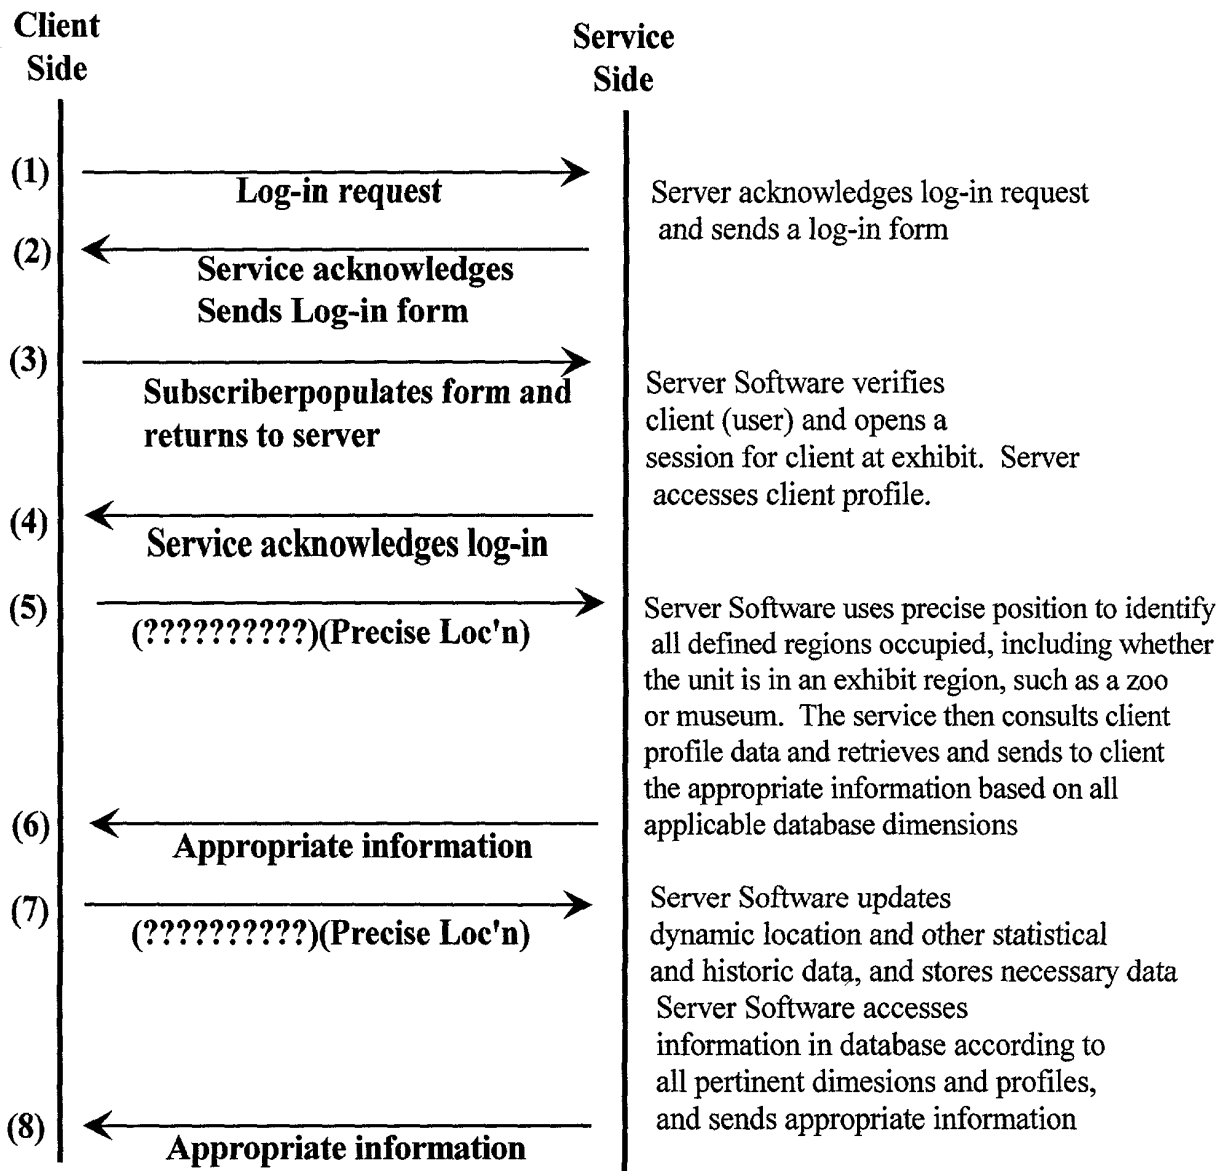 Client
Side
Service
Side
(1)
Log-in request
Server acknowledges log-in request
and sends a log-in form
(2)
Service acknowledges
Sends Log-in form
(3)
Subscriberpopulates form and
returns to server
Server Software verifies
client (user) and opens a
session for client at exhibit. Server
accesses client profile.
(4)
Service acknowledges log-in
(5)
(??????????)(Precise Loc'n)
Server Software uses precise position to identify
all defined regions occupied, including whether
the unit is in an exhibit region, such as a zoo
or museum. The service then consults client
profile data and retrieves and sends to client
the appropriate information based on all
applicable database dimensions
(6)
Appropriate information
(7)
(??????????)(Precise Loc'n)
Server Software updates
dynamic location and other statistical
and historic data, and stores necessary data
Server Software accesses
information in database according to
all pertinent dimesions and profiles,
and sends appropriate information
(8)
Appropriate information